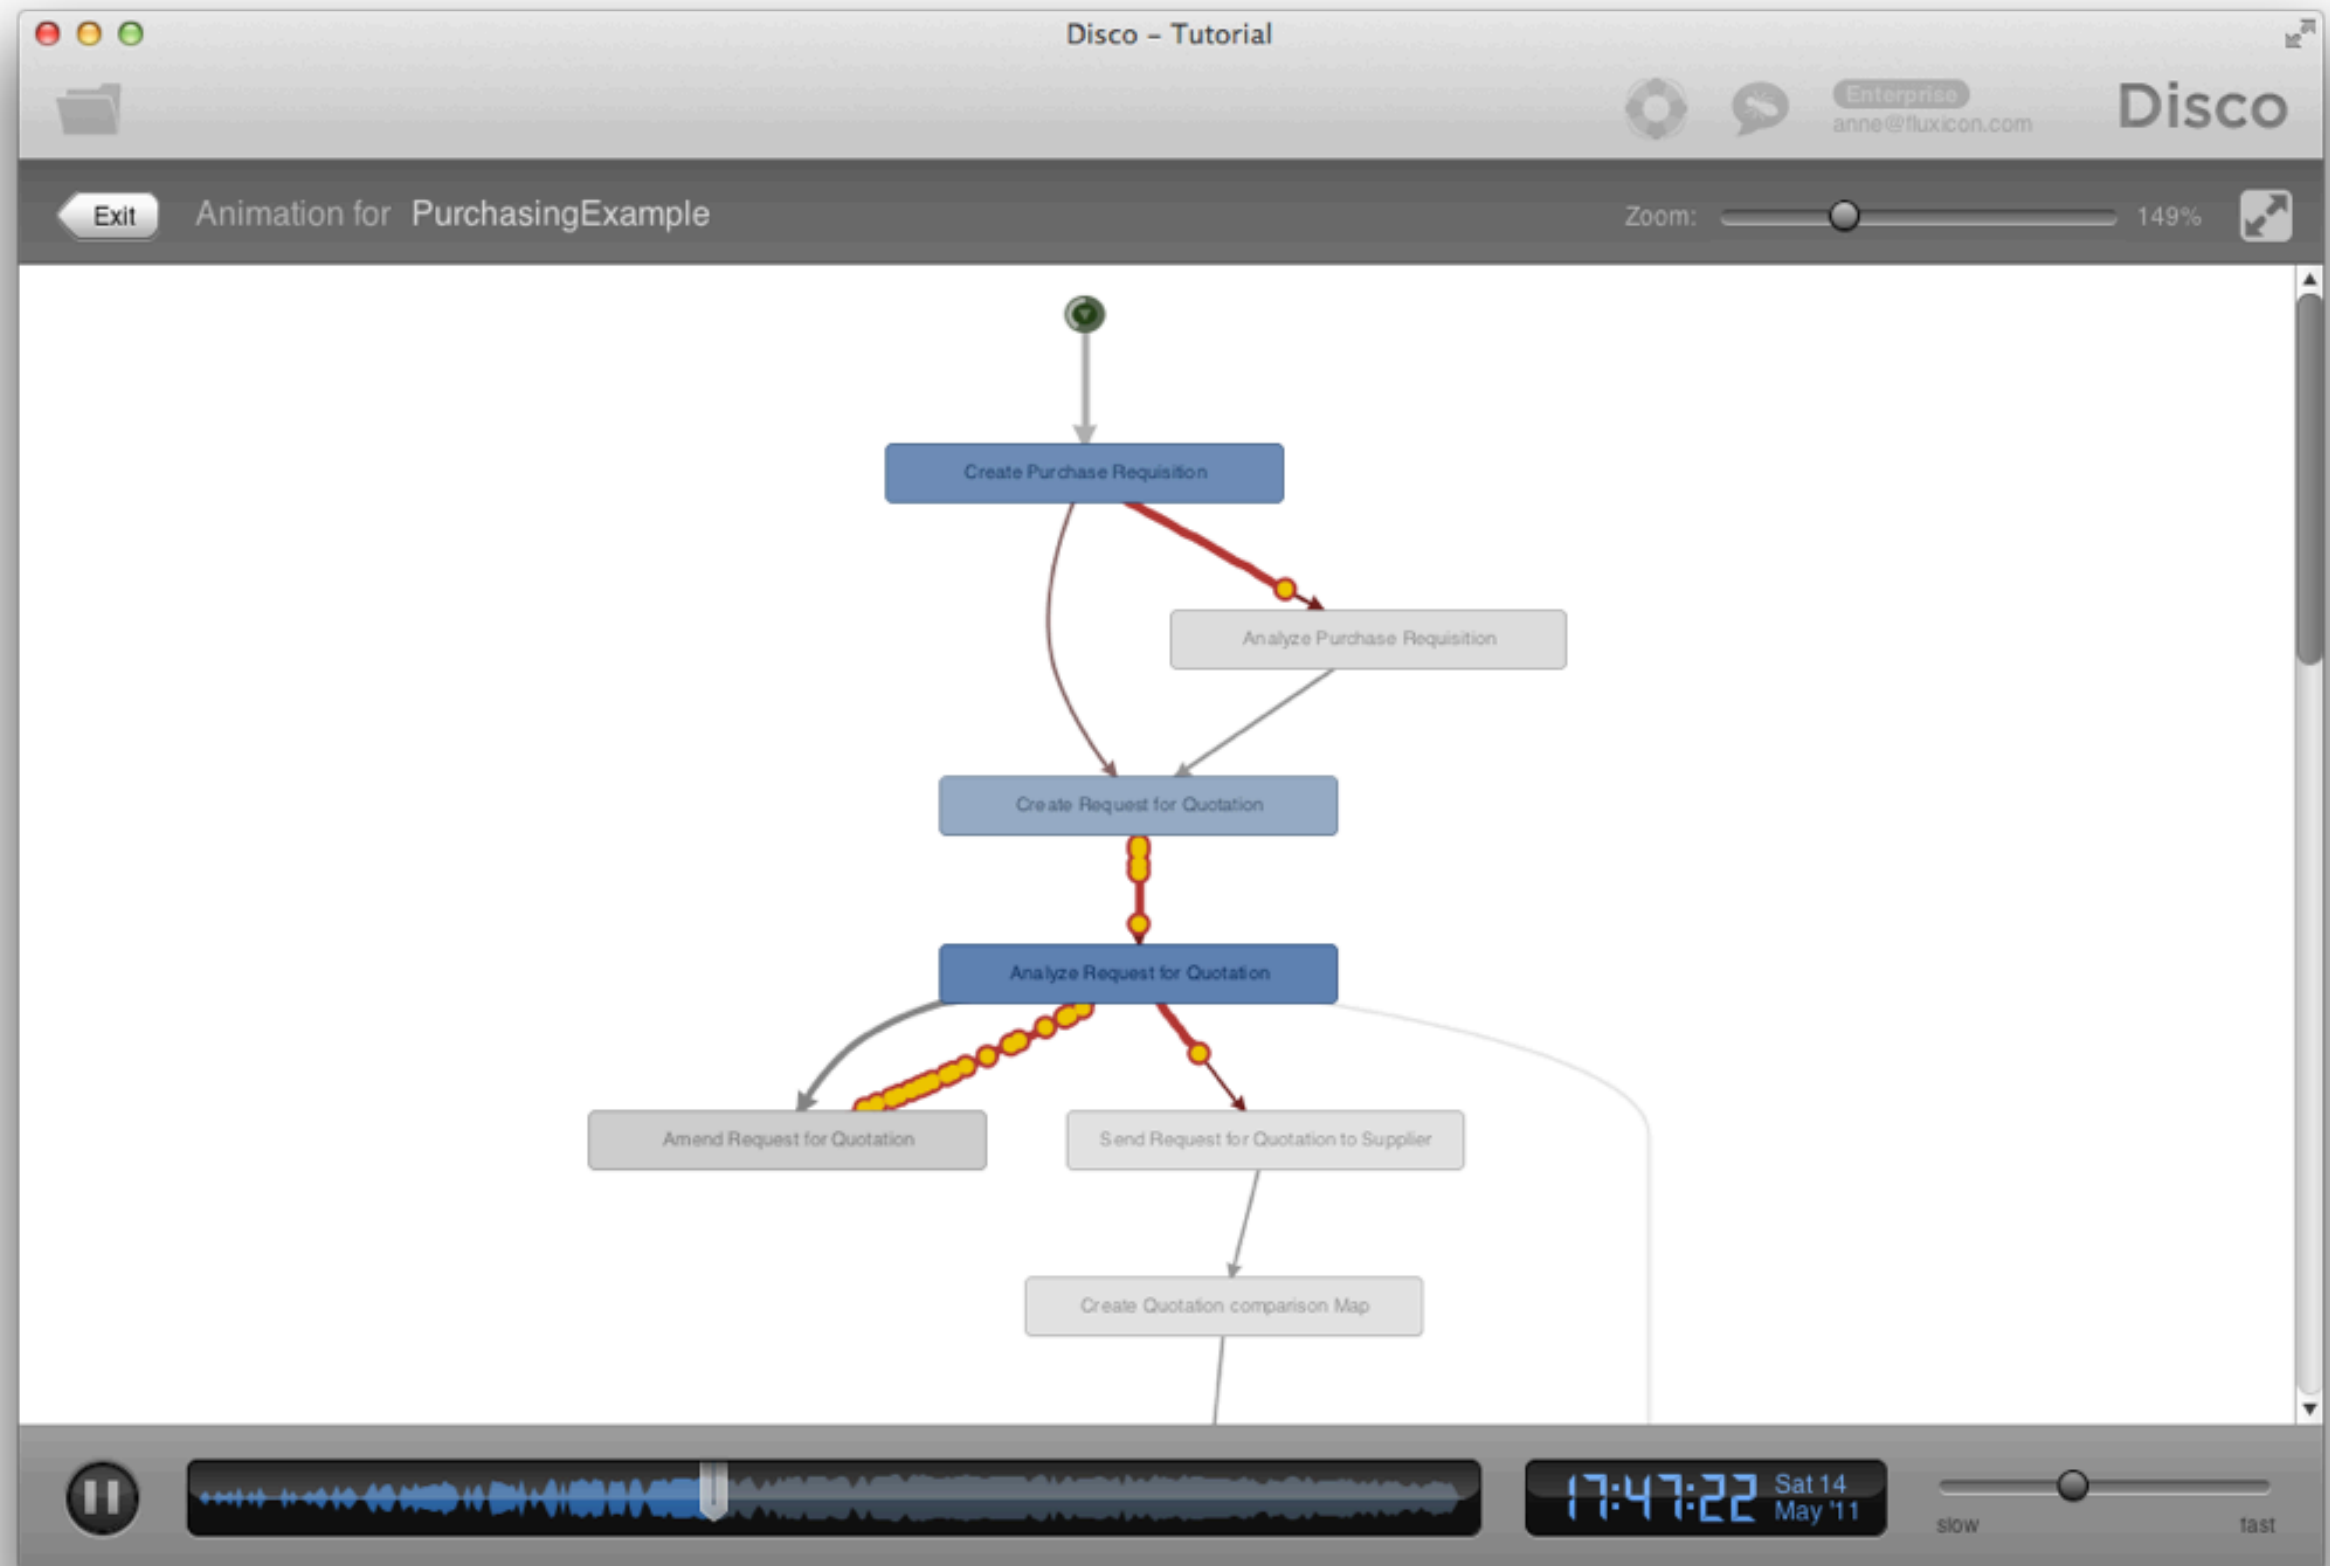 Disco – Tutorial
Enterprise
anne@fluxicon.com
Disco
Exit
Animation for PurchasingExample
Zoom:
149%
Create Purchase Requisition
Analyze Purchase Requisition
Create Request for Quotation
Analyze Request for Quotation
Amend Request for Quotation
Send Request for Quotation to Supplier
Create Quotation comparison Map
17:47:22
Sat 14
May '11
slow
fast